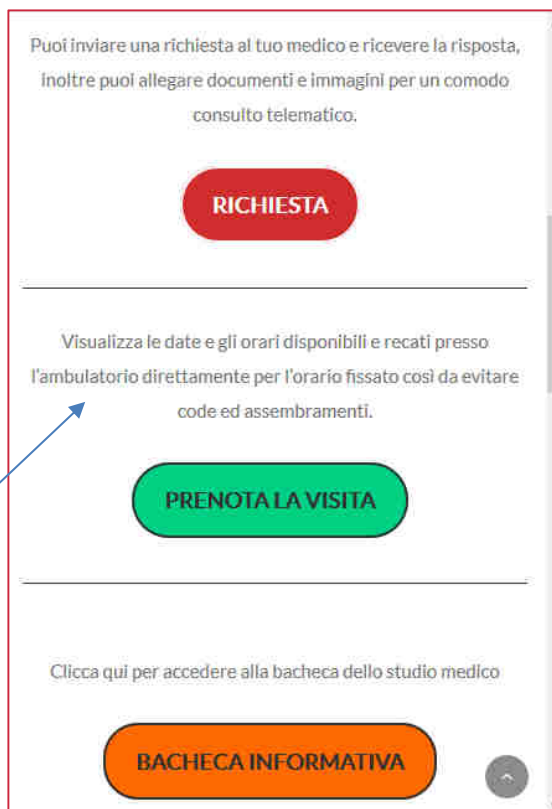 Puoi inviare una richiesta al tuo medico e ricevere la risposta,
inoltre puoi allegare documenti e immagini per un comodo
consulto telematico.
RICHIESTA
Visualizza le date e gli orari disponibili e recati presso
l'ambulatorio direttamente per l'orario fissato così da evitare
code ed assembramenti.
PRENOTA LA VISITA
Clicca qui per accedere alla bacheca dello studio medico
BACHECA INFORMATIVA